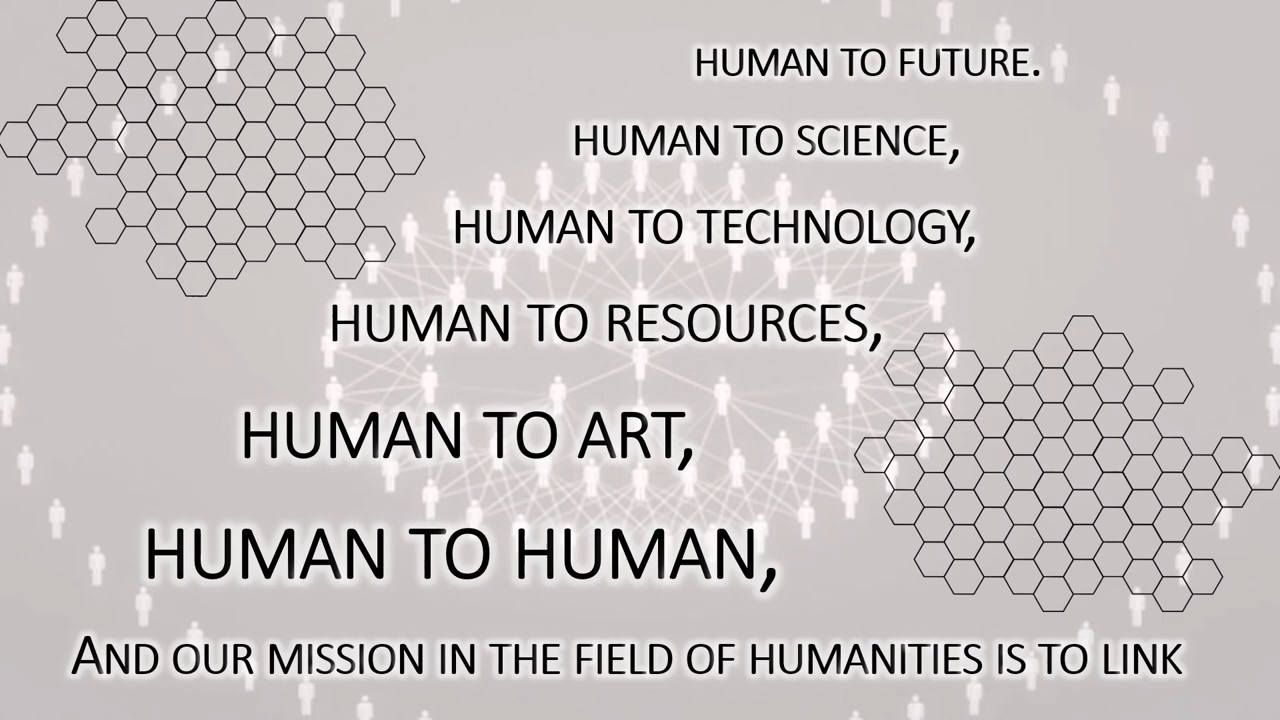 AND OUR MISSION IN THE FIELD OF HUMANITIES IS TO LINK
HUMAN TO HUMAN,
HUMAN TO ART,
HUMAN TO RESOURCES,
HUMAN TO TECHNOLOGY,
HUMAN TO SCIENCE,
HUMAN TO FUTURE.